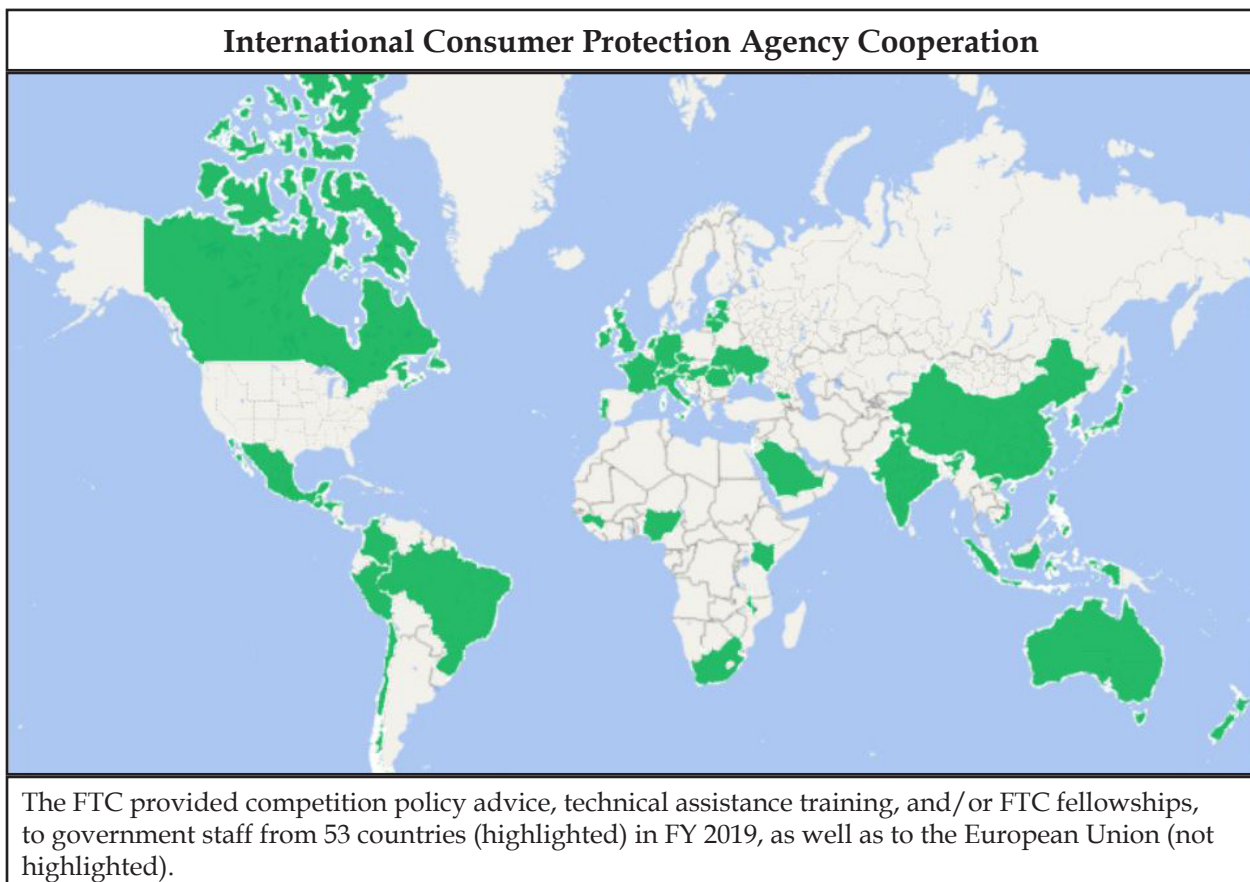 International Consumer Protection Agency Cooperation
The FTC provided competition policy advice, technical assistance training, and/or FTC fellowships,
to government staff from 53 countries (highlighted) in FY 2019, as well as to the European Union (not
highlighted).